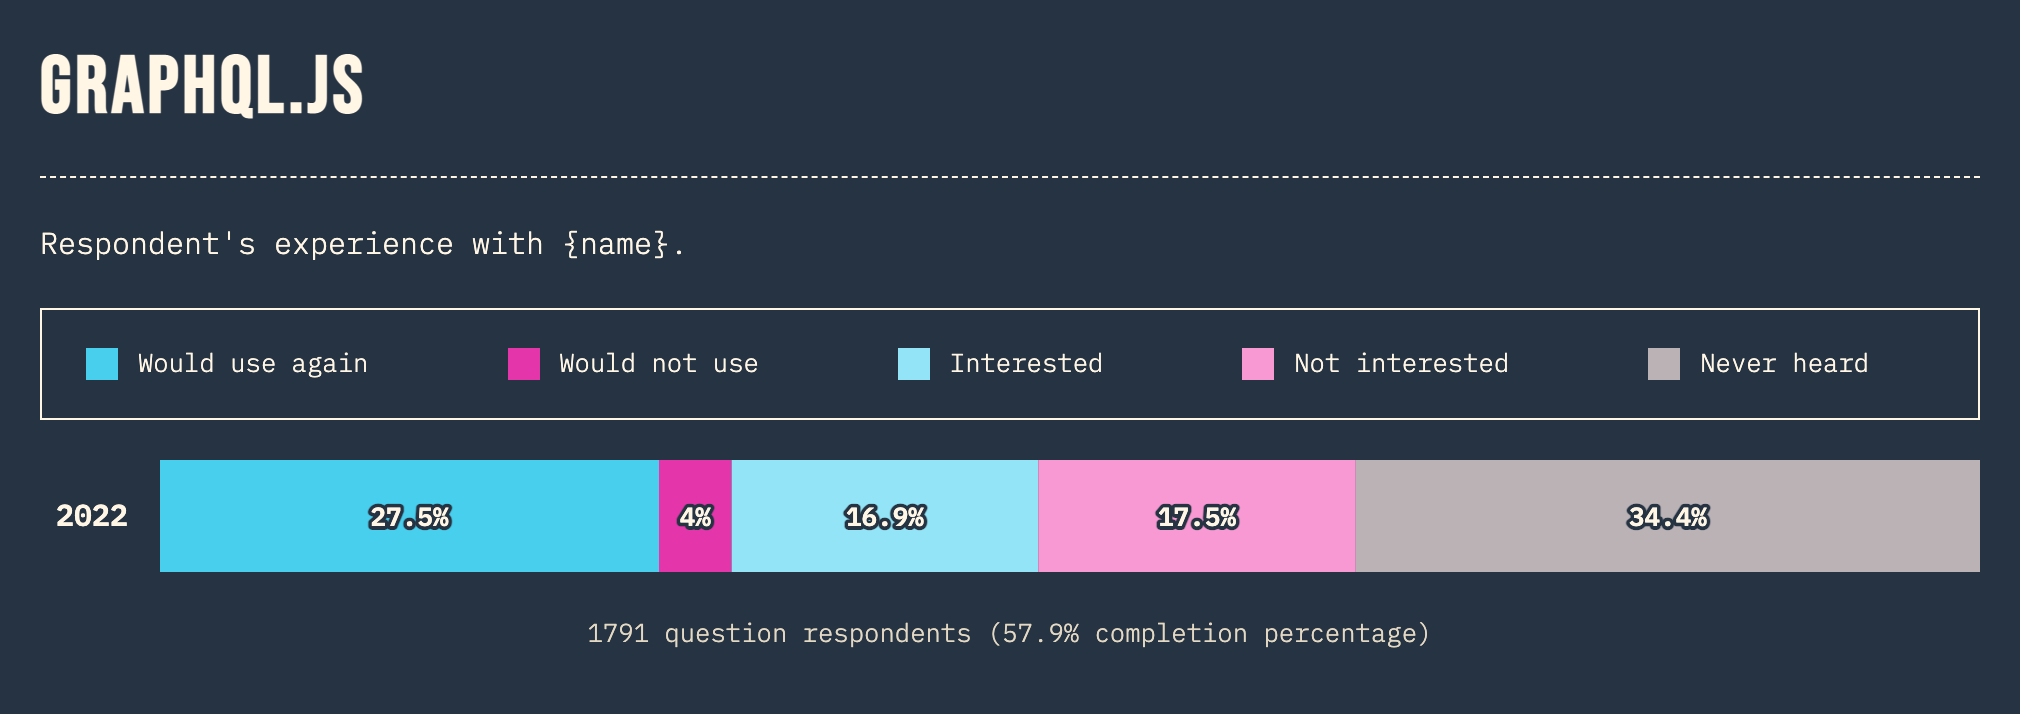 GRAPHQL.JS
Respondent's experience with {name}.
Would use again Would not use Interested Not interested Never heard
2022 27.5% 4% 16.9% 17.5% 34.4%
1791 question respondents (57.9% completion percentage)